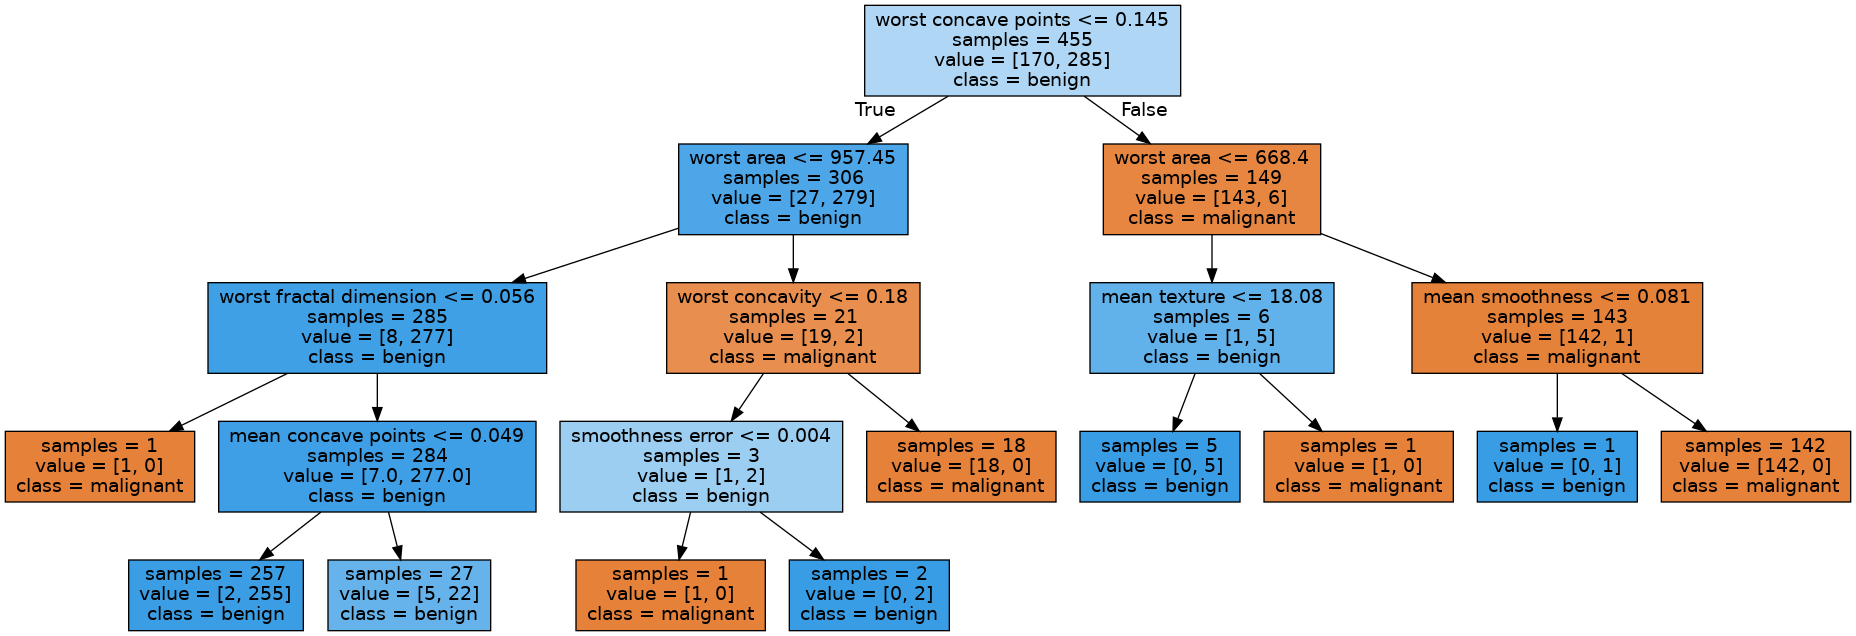 worst concave points <= 0.145
samples = 455
value = [170, 285]
class = benign
True
False
worst area <= 957.45
samples = 306
value = [27, 279]
class = benign
worst area <= 668.4
samples = 149
value = [143, 6]
class = malignant
worst fractal dimension <= 0.056
samples = 285
value = [8, 277]
class = benign
worst concavity <= 0.18
samples = 21
value = [19, 2]
class = malignant
mean texture <= 18.08
samples = 6
value = [1, 5]
class = benign
mean smoothness <= 0.081
samples = 143
value = [142, 1]
class = malignant
samples = 1
value = [1, 0]
class = malignant
mean concave points <= 0.049
samples = 284
value = [7.0, 277.0]
class = benign
smoothness error <= 0.004
samples = 3
value = [1, 2]
class = benign
samples = 18
value = [18, 0]
class = malignant
samples = 5
value = [0, 5]
class = benign
samples = 1
value = [1, 0]
class = malignant
samples = 1
value = [0, 1]
class = benign
samples = 142
value = [142, 0]
class = malignant
samples = 257
value = [2, 255]
class = benign
samples = 27
value = [5, 22]
class = benign
samples = 1
value = [1, 0]
class = malignant
samples = 2
value = [0, 2]
class = benign